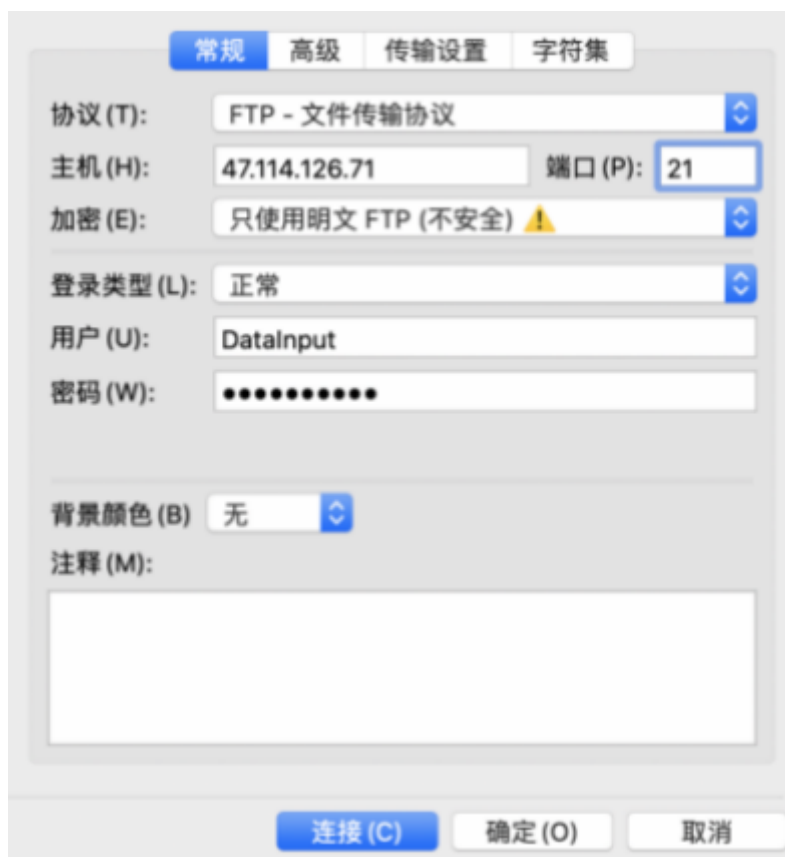 常规 高级 传输设置 字符集
协议(T): FTP - 文件传输协议
主机(H): 47.114.126.71 端口(P): 21
加密(E): 只使用明文 FTP (不安全) ⚠️
登录类型(L): 正常
用户(U): DataInput
密码(W): ●●●●●●●●●●
背景颜色(B) 无
注释(M):
连接(C) 确定(O) 取消